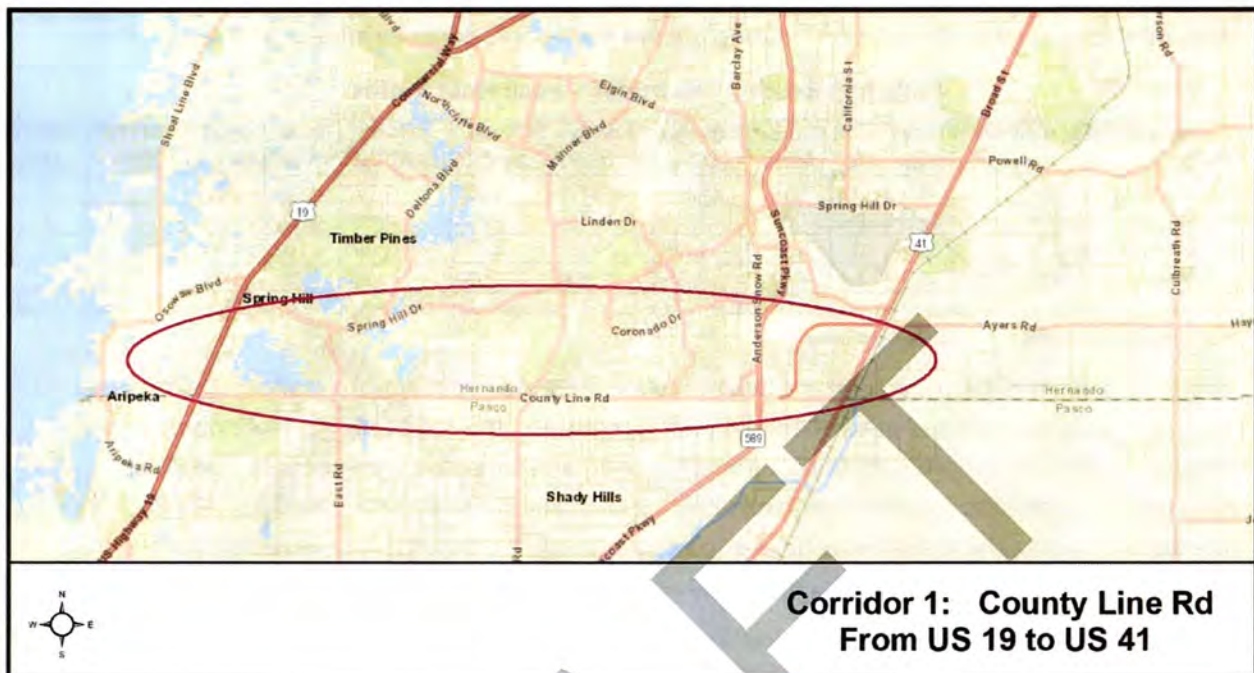 Blvd
Commercial Way
Shoal Line Blvd
Northcliffe Blvd
Elgin Blvd
Barclay Ave
California St
Broad St
Mariner Blvd
Powell Rd
Deltona Blvd
19
Timber Pines
Linden Dr
Spring Hill Dr
Suncoast Pkwy
41
Culbreath Rd
Osowaw Blvd
Spring Hill
Spring Hill Dr
Coronado Dr
Anderson Snow Rd
Ayers Rd
Hay
Aripeka
Hernando
Pasco
County Line Rd
Hernando
Pasco
Aripeka Rd
589
East Rd
Shady Hills
US Highway 19
Rd
coast Pkwy
J
N
W E
S
Corridor 1: County Line Rd
From US 19 to US 41